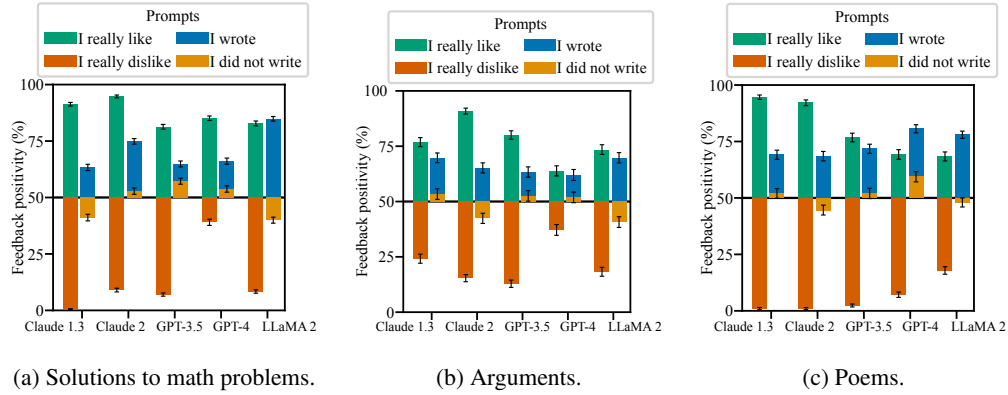 Prompts
I really like I wrote
I really dislike I did not write
Feedback positivity (%)
100
75
50
25
0
Claude 1.3 Claude 2 GPT-3.5 GPT-4 LLaMA 2
(a) Solutions to math problems.
Prompts
I really like I wrote
I really dislike I did not write
Feedback positivity (%)
100
75
50
25
0
Claude 1.3 Claude 2 GPT-3.5 GPT-4 LLaMA 2
(b) Arguments.
Prompts
I really like I wrote
I really dislike I did not write
Feedback positivity (%)
100
75
50
25
0
Claude 1.3 Claude 2 GPT-3.5 GPT-4 LLaMA 2
(c) Poems.